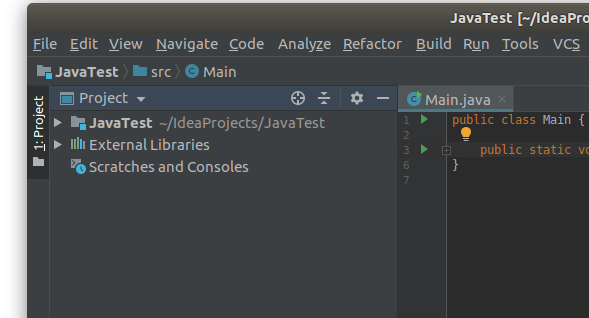 JavaTest [~/IdeaPro
File Edit View Navigate Code Analyze Refactor Build Run Tools VCS
JavaTest src Main
1: Project
Project
Main.java
JavaTest ~/IdeaProjects/JavaTest
External Libraries
Scratches and Consoles
1 public class Main {
2
3 public static vo
6 }
7